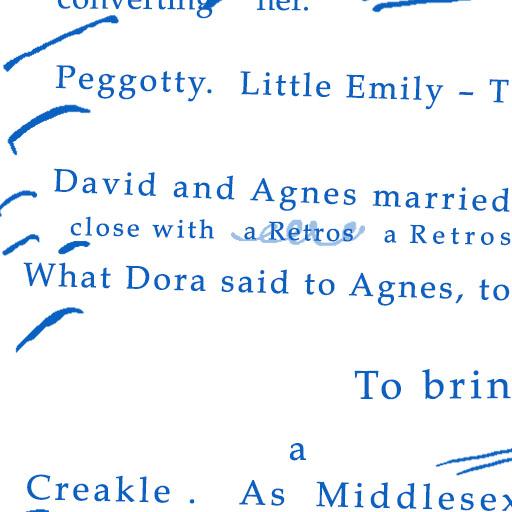 converting her.
Peggotty. Little Emily – T
David and Agnes married
close with a Retros a Retros
What Dora said to Agnes, to
To brin
a
Creakle . As Middlesex